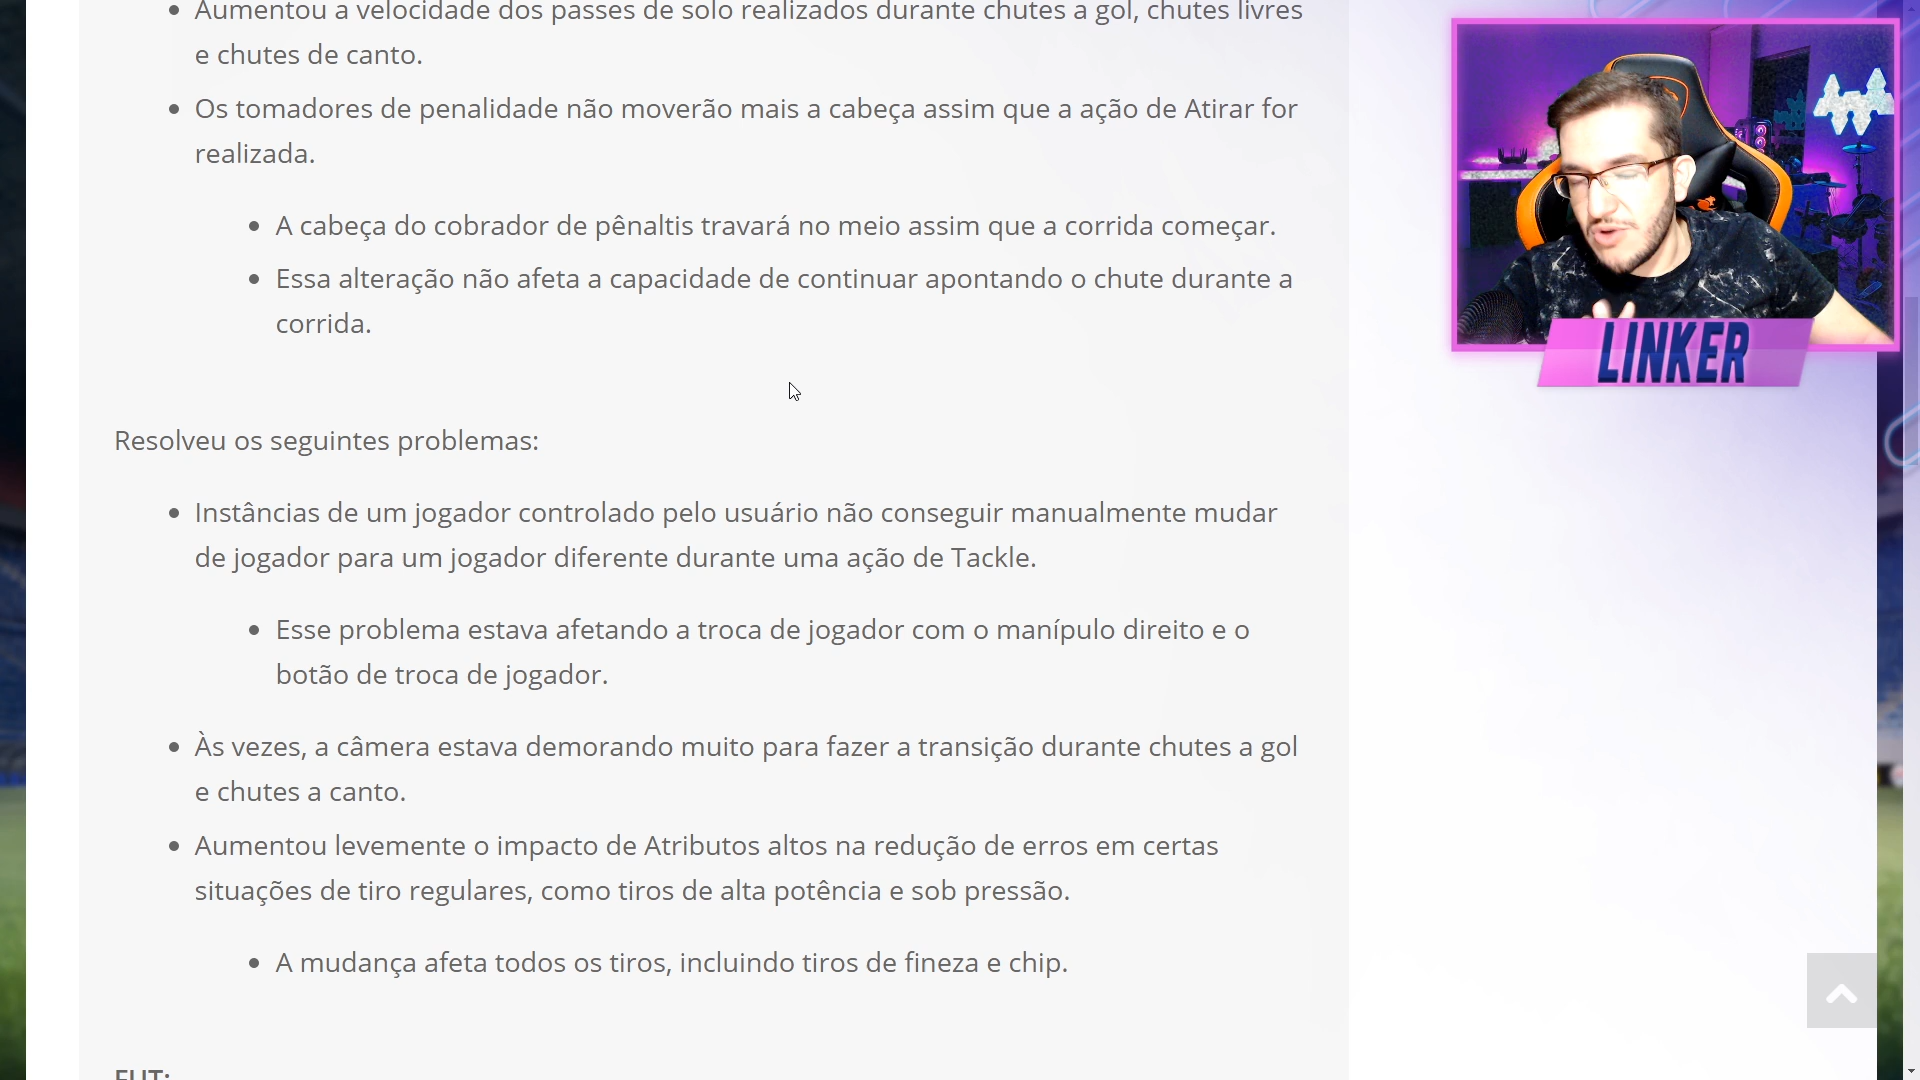 Aumentou a velocidade dos passes de solo realizados durante chutes a gol, chutes livres
e chutes de canto.
Os tomadores de penalidade não moverão mais a cabeça assim que a ação de Atirar for
realizada.
A cabeça do cobrador de pênaltis travará no meio assim que a corrida começar.
Essa alteração não afeta a capacidade de continuar apontando o chute durante a
corrida.
Resolveu os seguintes problemas:
Instâncias de um jogador controlado pelo usuário não conseguir manualmente mudar
de jogador para um jogador diferente durante uma ação de Tackle.
Esse problema estava afetando a troca de jogador com o manípulo direito e o
botão de troca de jogador.
Às vezes, a câmera estava demorando muito para fazer a transição durante chutes a gol
e chutes a canto.
Aumentou levemente o impacto de Atributos altos na redução de erros em certas
situações de tiro regulares, como tiros de alta potência e sob pressão.
A mudança afeta todos os tiros, incluindo tiros de fineza e chip.
FUT:
LINKER